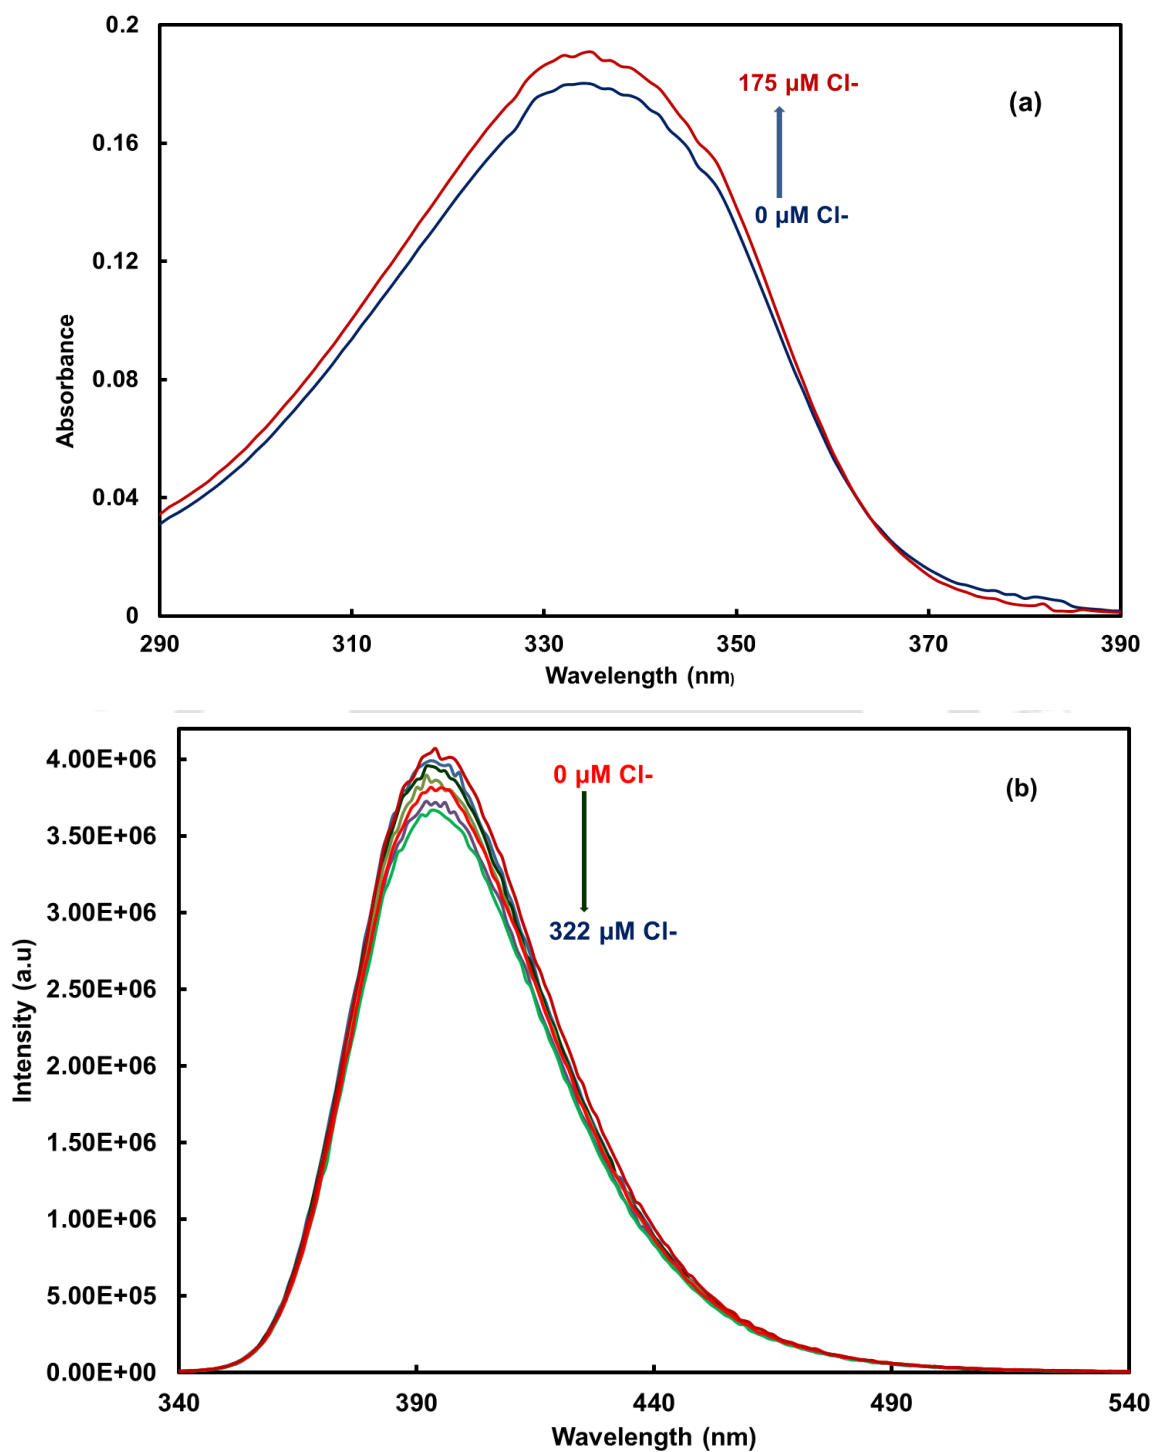 0.2
175 µM Cl-
(a)
0.16
0 µM Cl-
0.12
Absorbance
0.08
0.04
0
290 310 330 350 370 390
Wavelength (nm)
4.00E+06
0 µM Cl-
(b)
3.50E+06
3.00E+06
322 µM Cl-
2.50E+06
Intensity (a.u)
2.00E+06
1.50E+06
1.00E+06
5.00E+05
0.00E+00
340 390 440 490 540
Wavelength (nm)